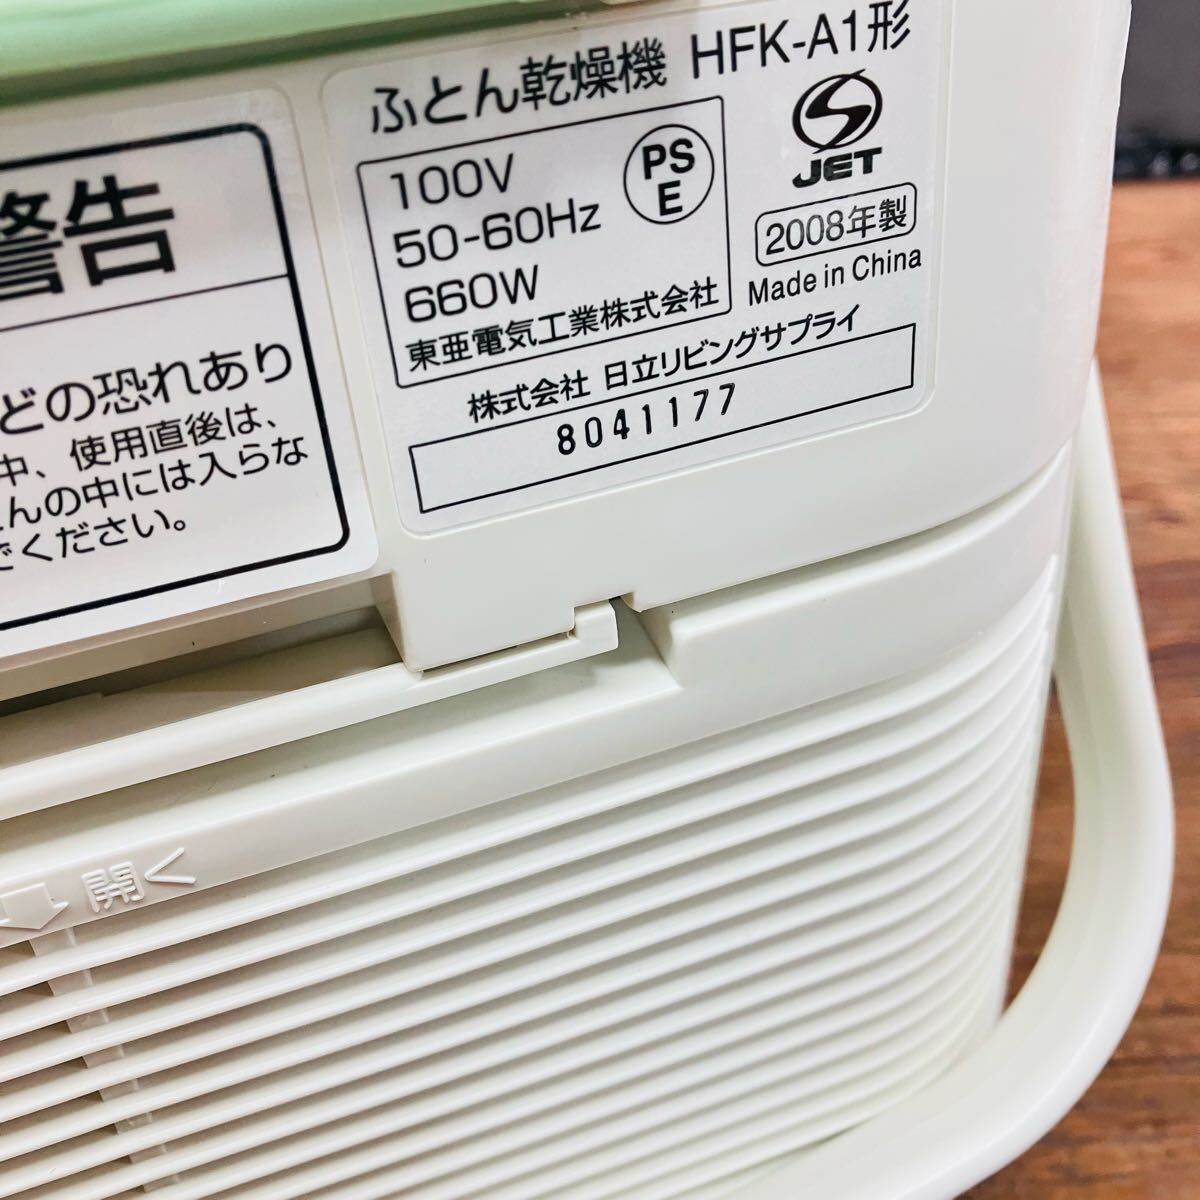 ふとん乾燥機 HFK-A1形
100V
50-60Hz
660W
PS
E
東亜電気工業株式会社
JET
2008年製
Made in China
株式会社 日立リビングサプライ
8041177
警告
どの恐れあり
中、使用直後は、
んの中には入らな
でください。
開く